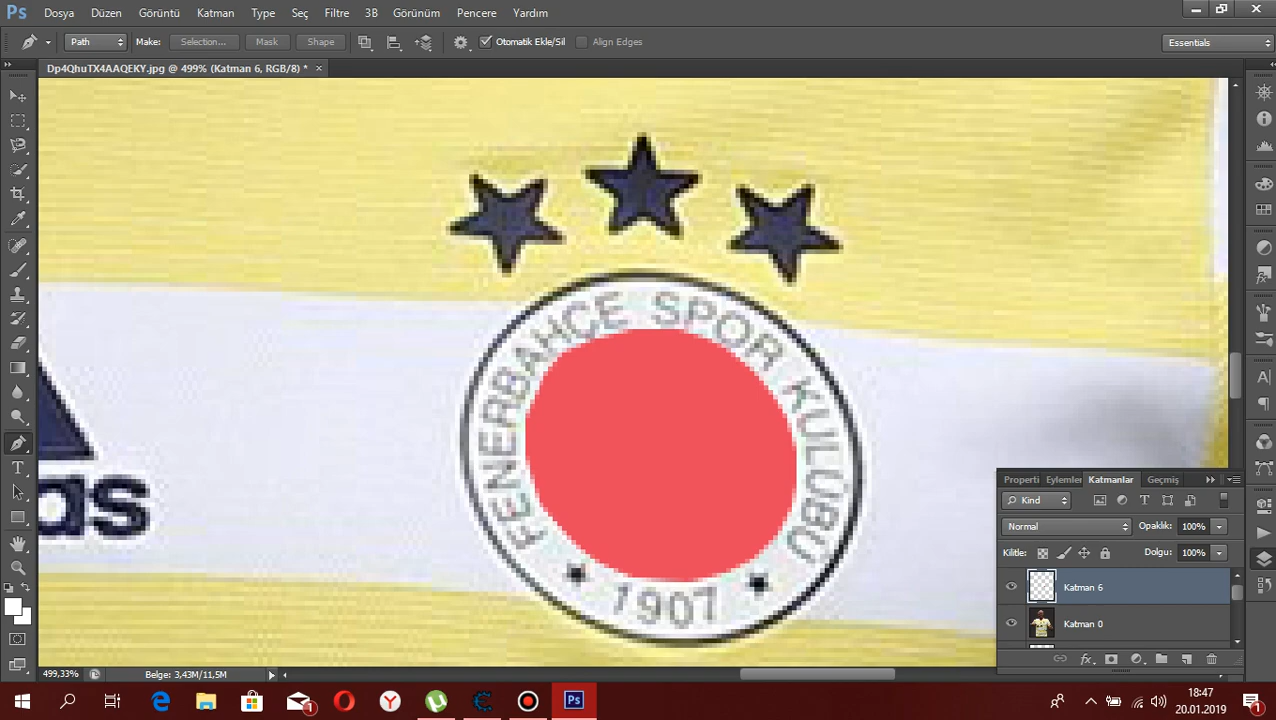 Ps Dosya Düzen Görüntü Katman Type Seç Filtre 3B Görünüm Pencere Yardım
Path Make: Selection... Mask Shape Otomatik Ekle/Sil Align Edges Essentials
Dp4QhuTX4AAQEKY.jpg @ 499% (Katman 6, RGB/8) * ×
FENERBAHCE SPOR KULUBU
1907
as
Properti Eylemler Katmanlar Geçmiş
Kind
Normal Opaklık: 100%
Kilitle: Dolgu: 100%
Katman 6
Katman 0
499,33% Belge: 3,43M/11,5M
18:47
20.01.2019